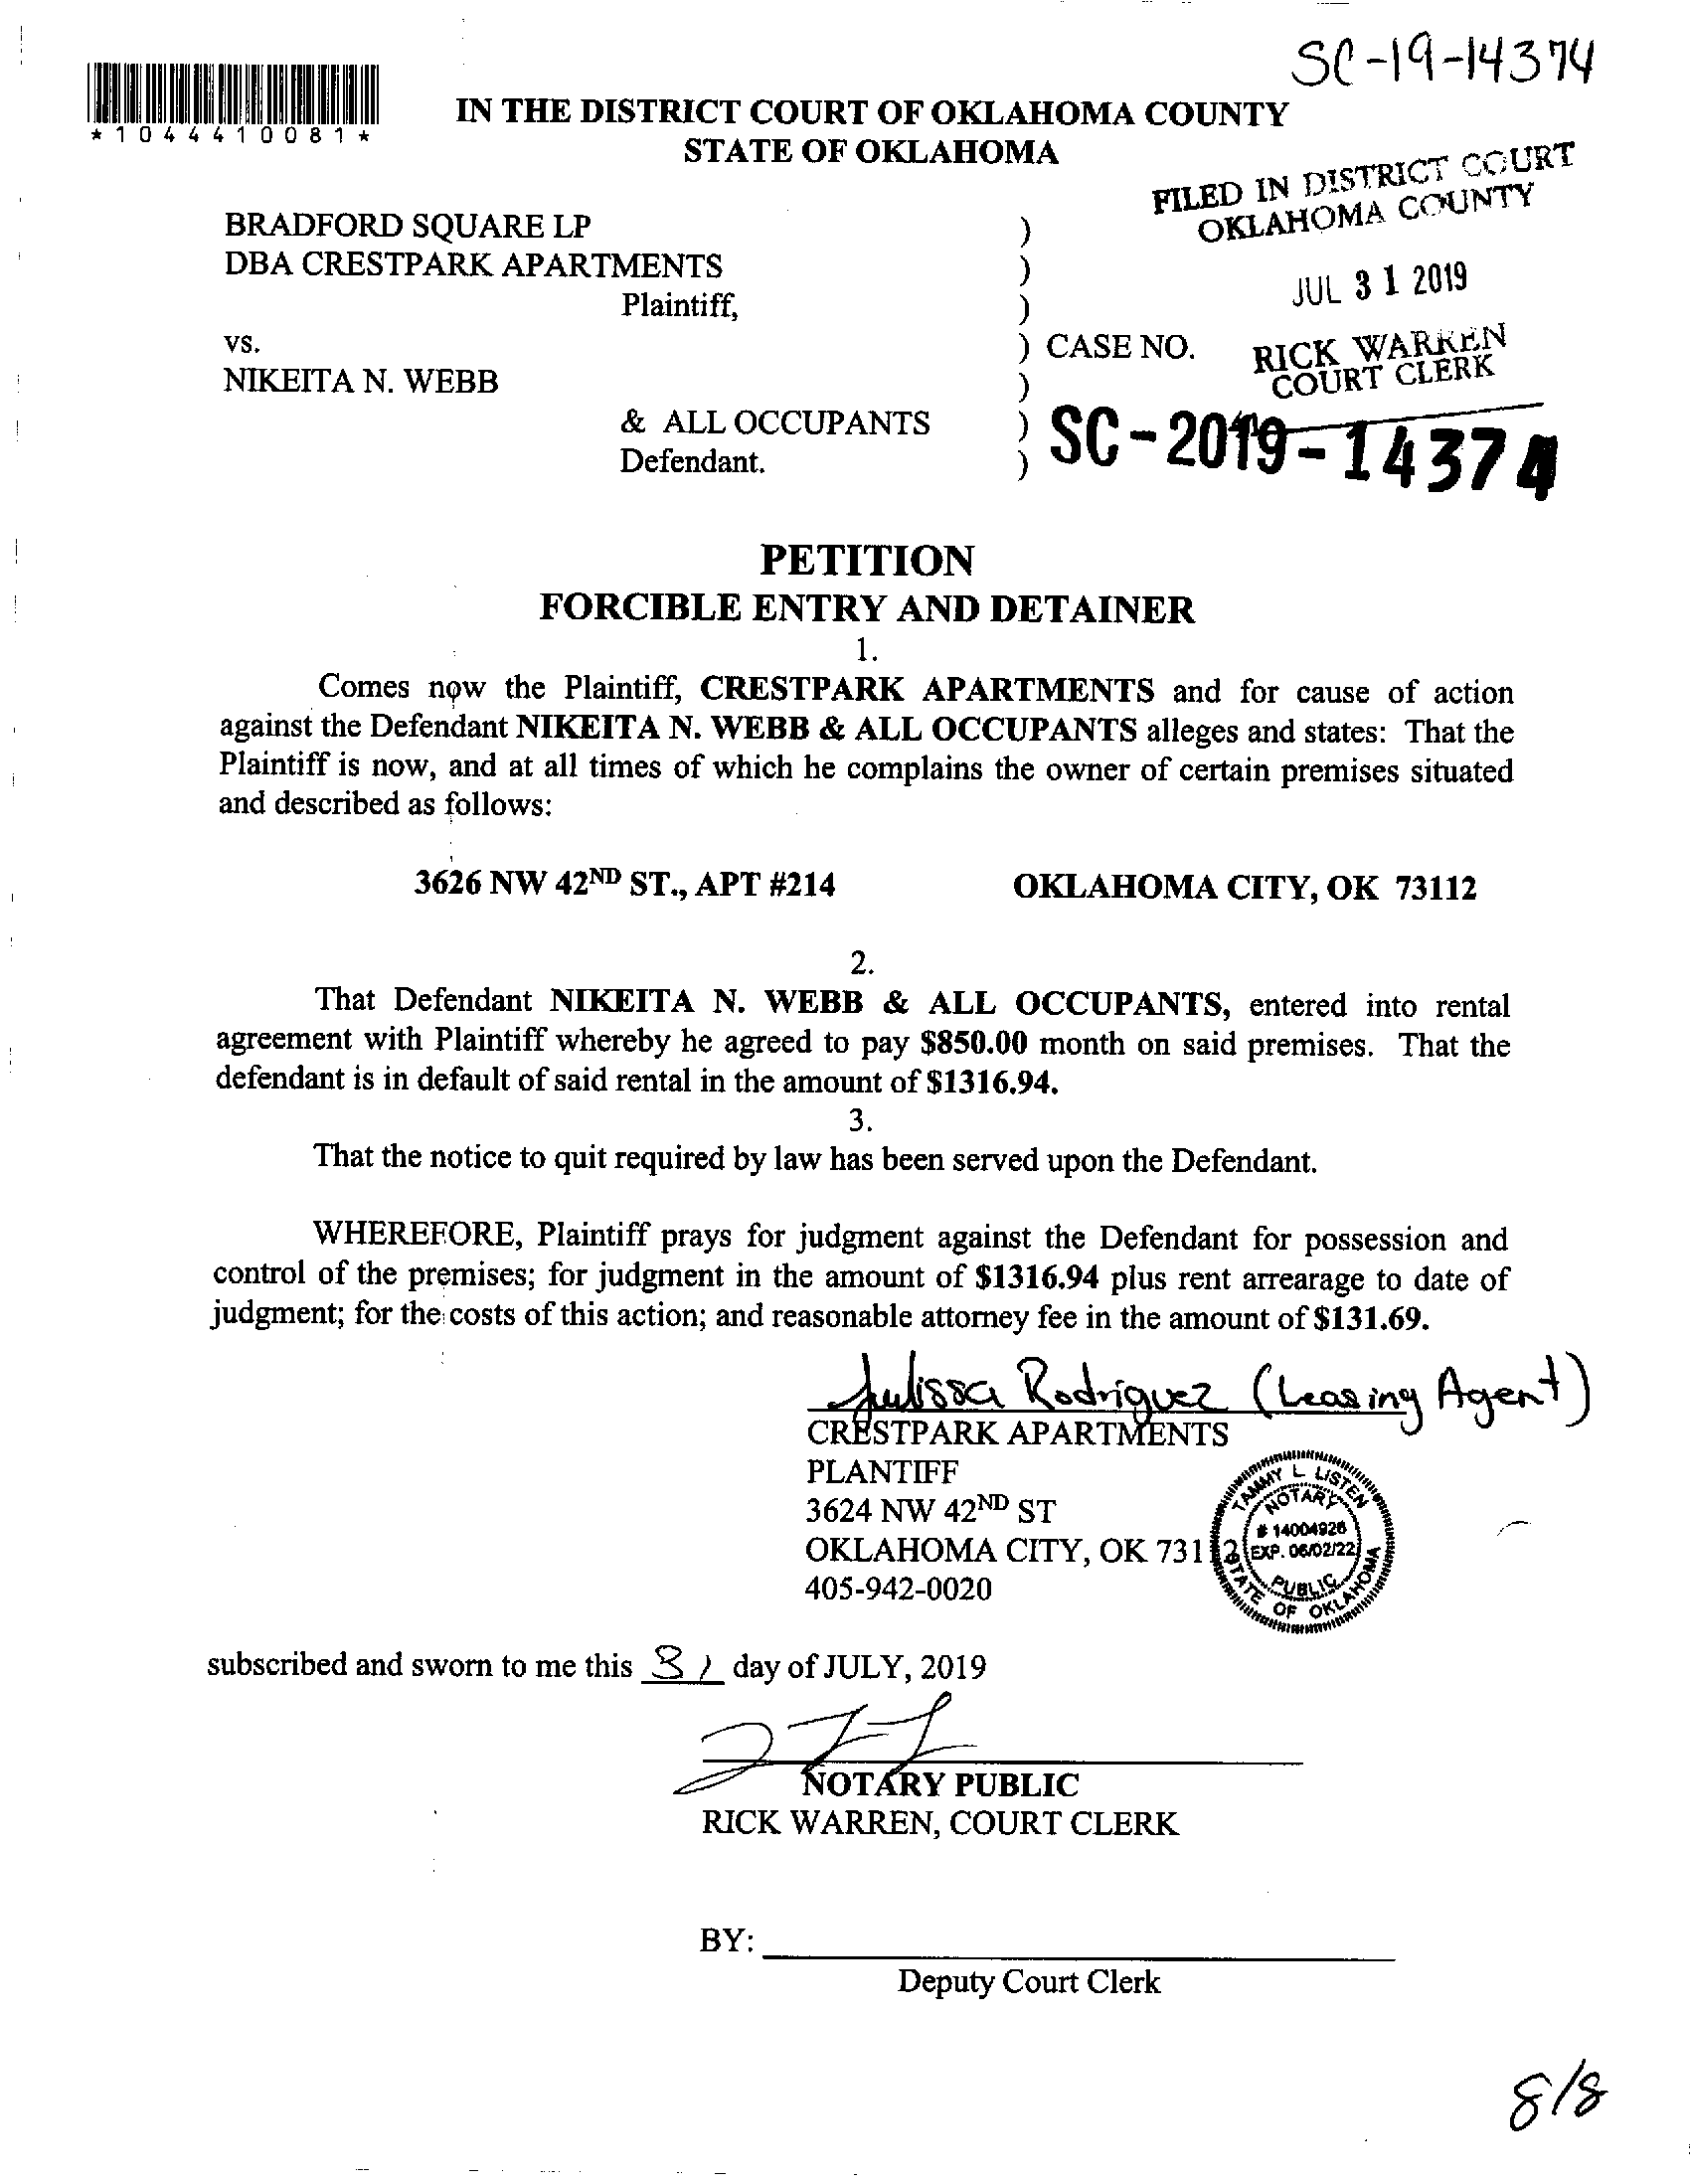 SC-19-14374
*1044410081*
IN THE DISTRICT COURT OF OKLAHOMA COUNTY
STATE OF OKLAHOMA
FILED IN DISTRICT COURT
OKLAHOMA COUNTY
JUL 31 2019
RICK WARREN
COURT CLERK
BRADFORD SQUARE LP )
DBA CRESTPARK APARTMENTS )
Plaintiff, )
vs. ) CASE NO.
NIKEITA N. WEBB )
& ALL OCCUPANTS ) SC-2019-14374
Defendant. )
PETITION
FORCIBLE ENTRY AND DETAINER
1.
Comes now the Plaintiff, CRESTPARK APARTMENTS and for cause of action
against the Defendant NIKEITA N. WEBB & ALL OCCUPANTS alleges and states: That the
Plaintiff is now, and at all times of which he complains the owner of certain premises situated
and described as follows:
3626 NW 42ND ST., APT #214 OKLAHOMA CITY, OK 73112
2.
That Defendant NIKEITA N. WEBB & ALL OCCUPANTS, entered into rental
agreement with Plaintiff whereby he agreed to pay $850.00 month on said premises. That the
defendant is in default of said rental in the amount of $1316.94.
3.
That the notice to quit required by law has been served upon the Defendant.
WHEREFORE, Plaintiff prays for judgment against the Defendant for possession and
control of the premises; for judgment in the amount of $1316.94 plus rent arrearage to date of
judgment; for the costs of this action; and reasonable attorney fee in the amount of $131.69.
Julissa Rodriguez (Leasing Agent)
CRESTPARK APARTMENTS
PLANTIFF
3624 NW 42ND ST
OKLAHOMA CITY, OK 73112
405-942-0020
TAMMY L LISTEN
NOTARY
# 14004926
EXP. 06/02/22
PUBLIC
STATE OF OKLAHOMA
subscribed and sworn to me this 31 day of JULY, 2019
NOTARY PUBLIC
RICK WARREN, COURT CLERK
BY:
Deputy Court Clerk
8/8